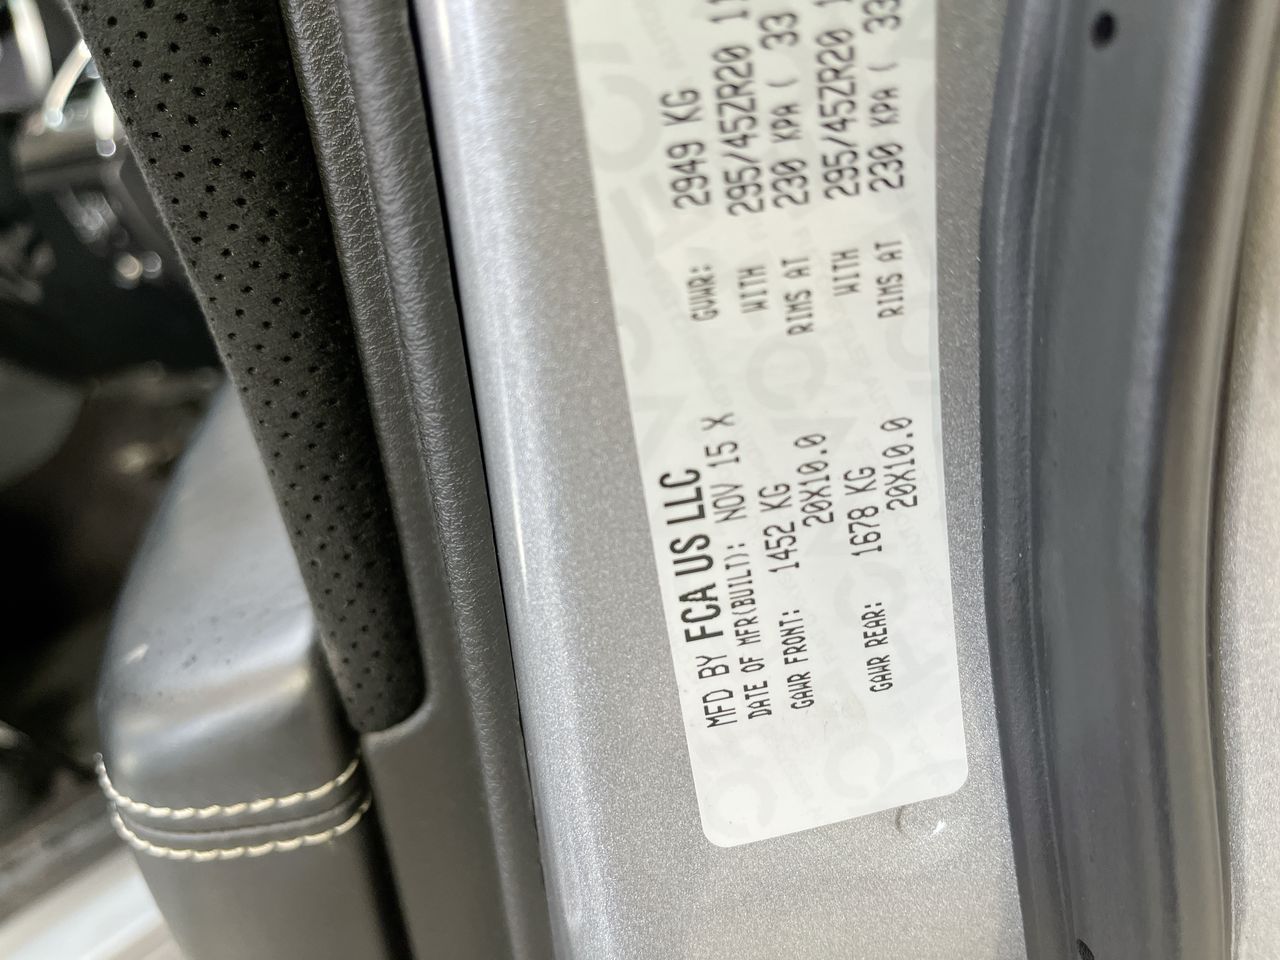 MFD BY FCA US LLC
DATE OF MFR(BUILT): NOV 15 X GVWR: 2949 KG
GAWR FRONT: 1452 KG WITH 295/45ZR20
20X10.0 RIMS AT 230 KPA ( 33
GAWR REAR: 1678 KG WITH 295/45ZR20
20X10.0 RIMS AT 230 KPA ( 33